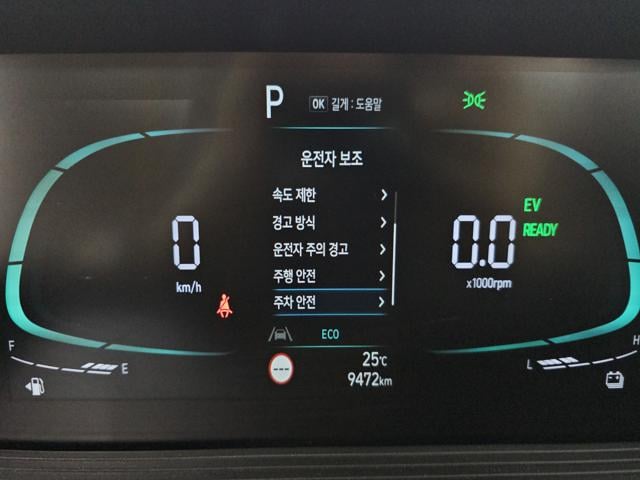 P
OK 길게 : 도움말
운전자 보조
속도 제한
경고 방식
운전자 주의 경고
주행 안전
주차 안전
0
km/h
0.0
x1000rpm
EV
READY
ECO
F
E
L
H
---
25℃
9472km